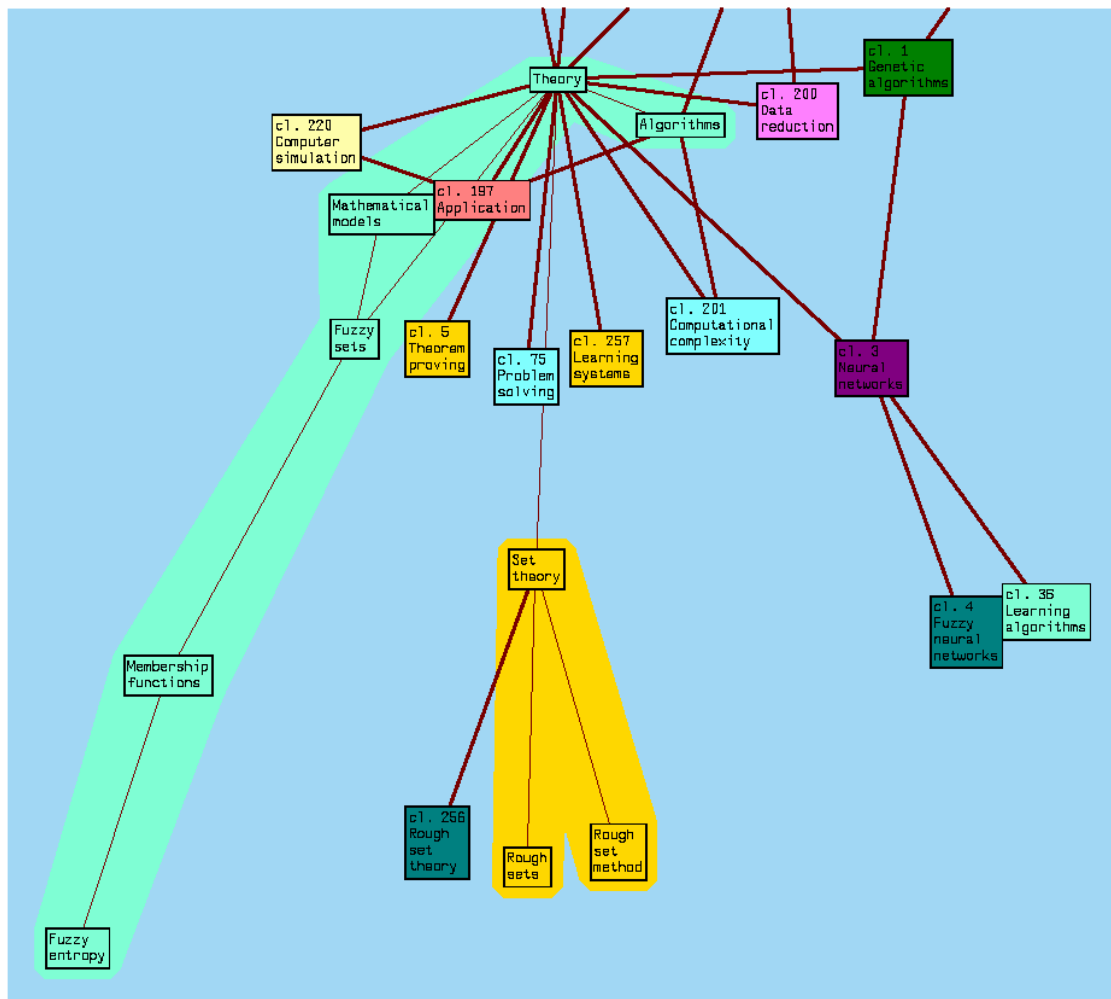 cl. 1
Genetic
algorithms
Theory
cl. 200
Data
reduction
cl. 220
Computer
simulation
Algorithms
cl. 197
Application
Mathematical
models
cl. 201
Computational
complexity
Fuzzy
sets
cl. 5
Theorem
proving
cl. 257
Learning
systems
cl. 75
Problem
solving
cl. 3
Neural
networks
Set
theory
cl. 36
Learning
algorithms
cl. 4
Fuzzy
neural
networks
Membership
functions
cl. 256
Rough
set
theory
Rough
set
method
Rough
sets
Fuzzy
entropy